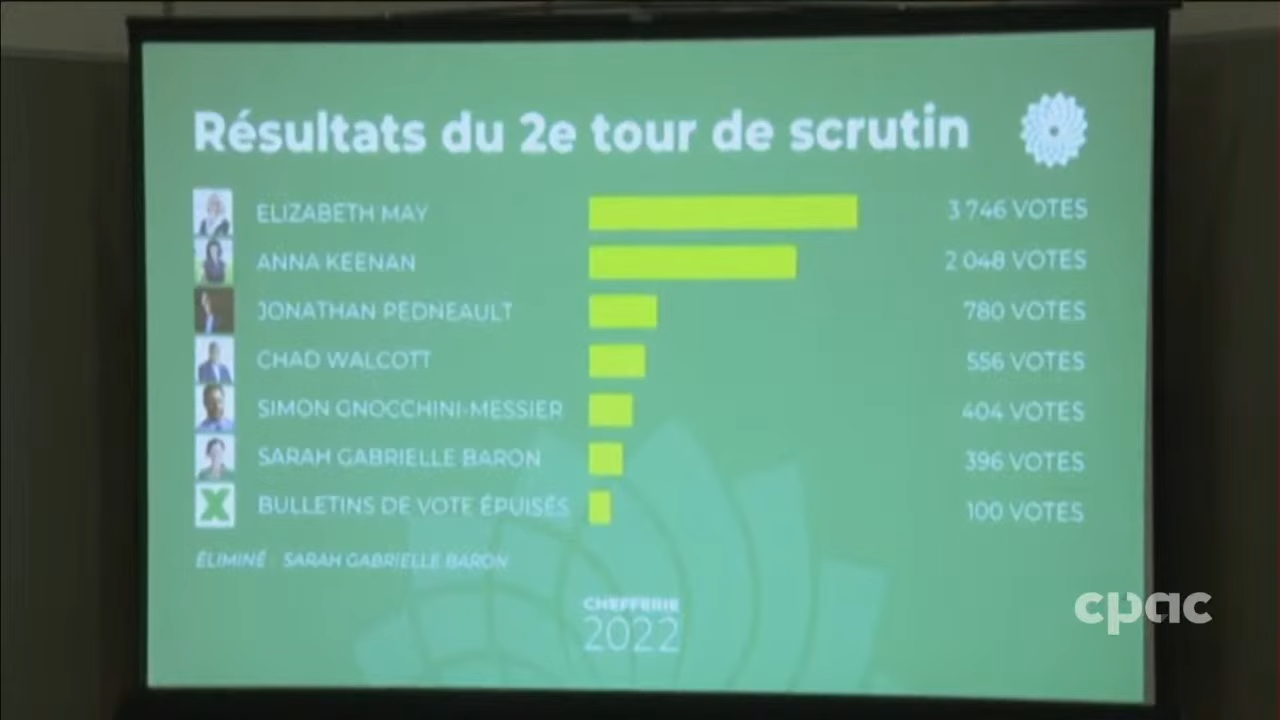 Résultats du 2e tour de scrutin
ELIZABETH MAY 3 746 VOTES
ANNA KEENAN 2 048 VOTES
JONATHAN PEDNEAULT 780 VOTES
CHAD WALCOTT 556 VOTES
SIMON GNOCCHINI-MESSIER 404 VOTES
SARAH GABRIELLE BARON 396 VOTES
X BULLETINS DE VOTE ÉPUISÉS 100 VOTES
ÉLIMINÉ : SARAH GABRIELLE BARON
CHEFFERIE
2022
cpac